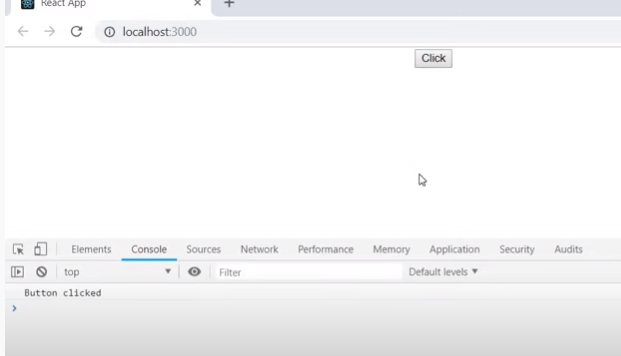 React App
localhost:3000
Click
Elements Console Sources Network Performance Memory Application Security Audits
top Filter Default levels
Button clicked